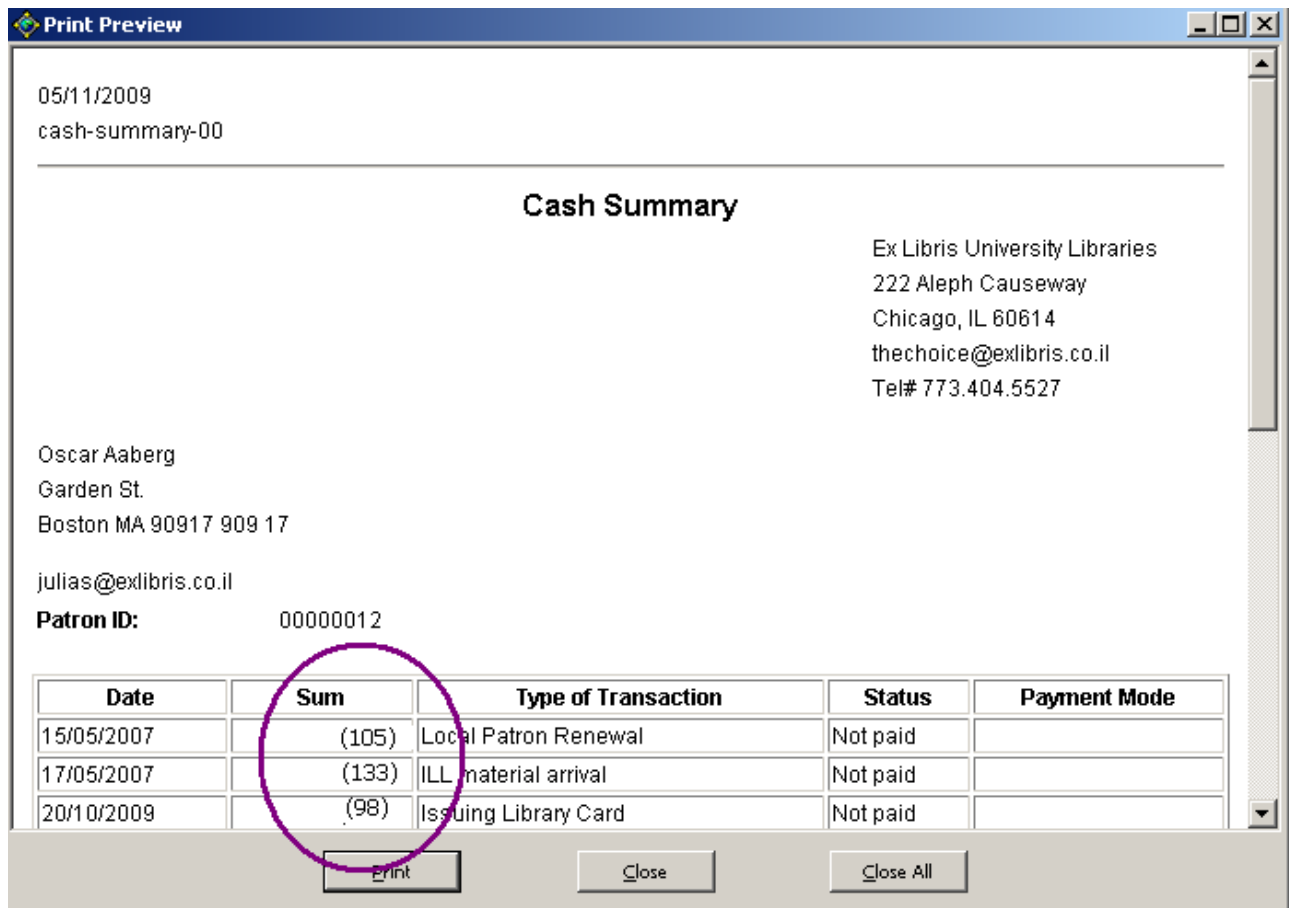 Print Preview
05/11/2009
cash-summary-00
Cash Summary
Ex Libris University Libraries
222 Aleph Causeway
Chicago, IL 60614
thechoice@exlibris.co.il
Tel# 773.404.5527
Oscar Aaberg
Garden St.
Boston MA 90917 909 17
julias@exlibris.co.il
Patron ID: 00000012
Date Sum Type of Transaction Status Payment Mode
15/05/2007 (105) Local Patron Renewal Not paid
17/05/2007 (133) ILL material arrival Not paid
20/10/2009 (98) Issuing Library Card Not paid
Print Close Close All